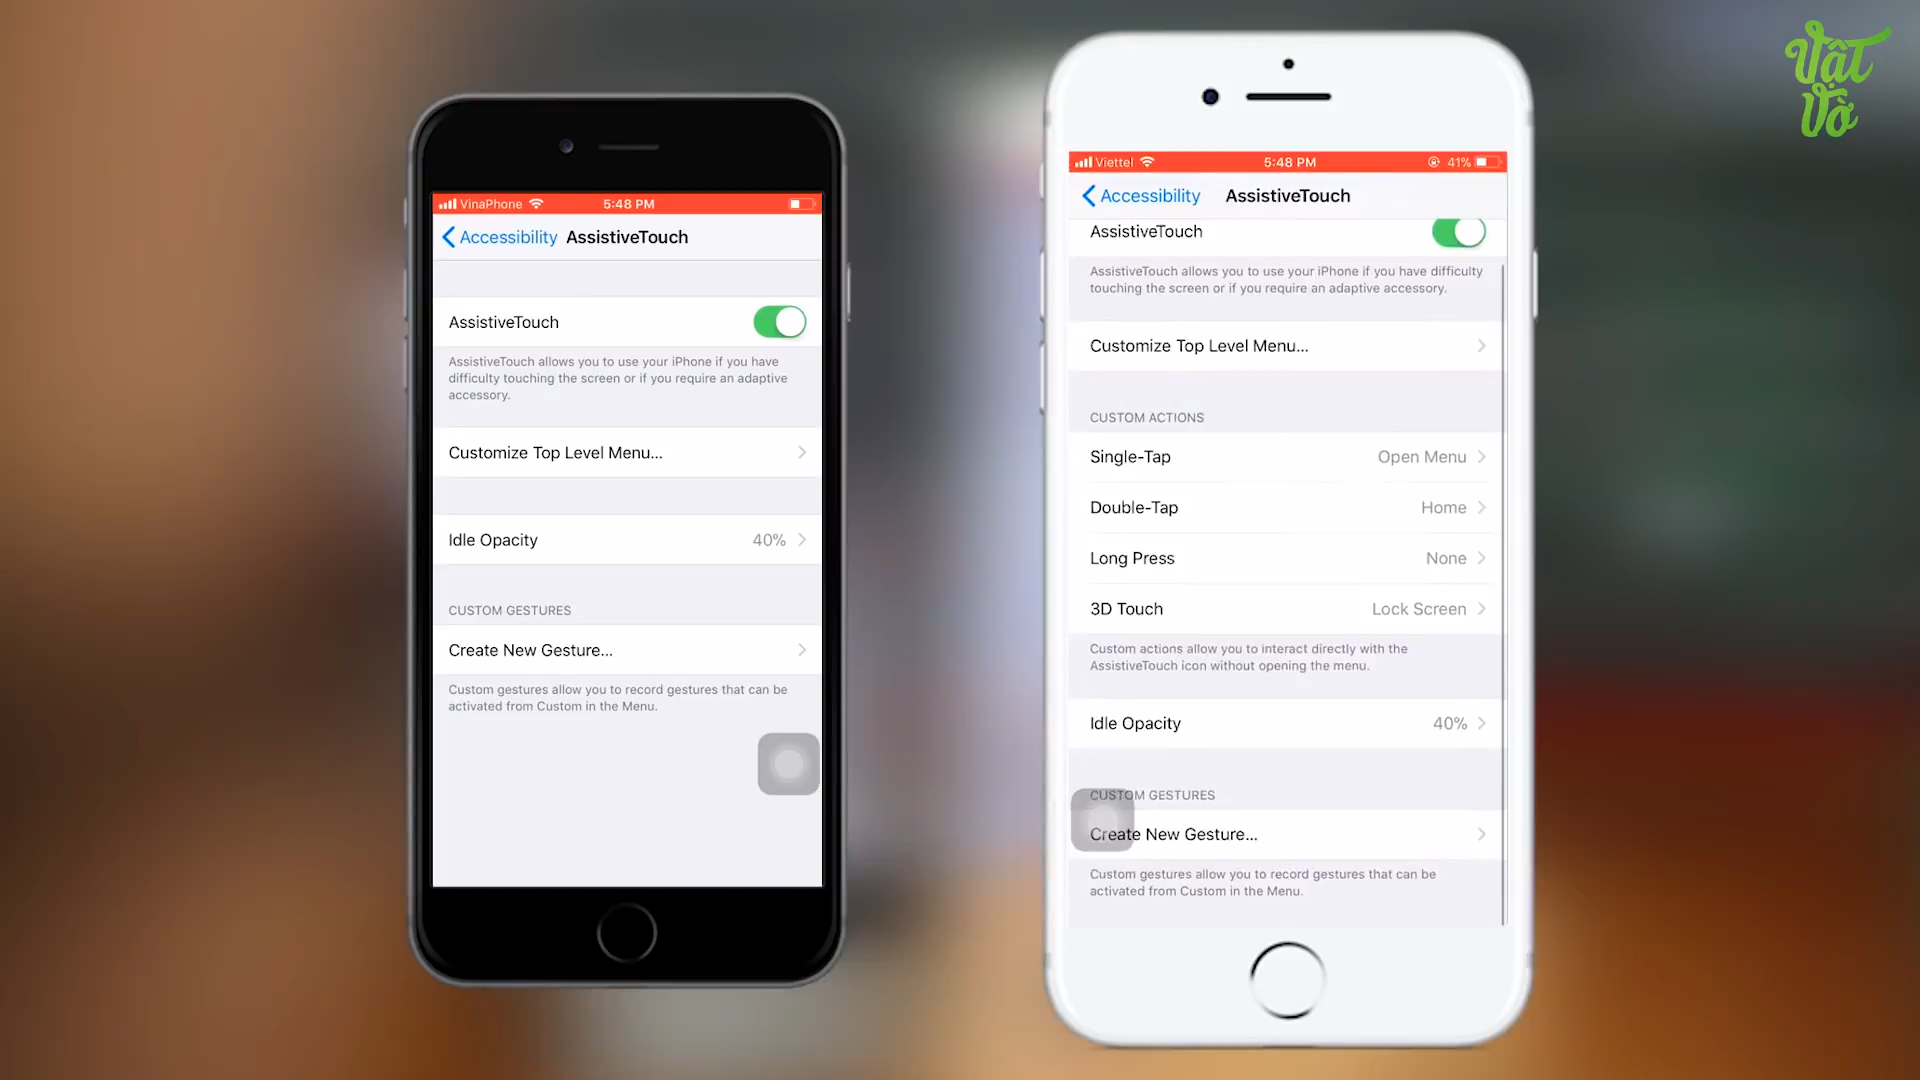 Vật
Vờ
VinaPhone
5:48 PM
Accessibility
AssistiveTouch
AssistiveTouch
AssistiveTouch allows you to use your iPhone if you have
difficulty touching the screen or if you require an adaptive
accessory.
Customize Top Level Menu...
Idle Opacity
40%
CUSTOM GESTURES
Create New Gesture...
Custom gestures allow you to record gestures that can be
activated from Custom in the Menu.
Viettel
5:48 PM
41%
Accessibility
AssistiveTouch
AssistiveTouch
AssistiveTouch allows you to use your iPhone if you have difficulty
touching the screen or if you require an adaptive accessory.
Customize Top Level Menu...
CUSTOM ACTIONS
Single-Tap
Open Menu
Double-Tap
Home
Long Press
None
3D Touch
Lock Screen
Custom actions allow you to interact directly with the
AssistiveTouch icon without opening the menu.
Idle Opacity
40%
CUSTOM GESTURES
Create New Gesture...
Custom gestures allow you to record gestures that can be
activated from Custom in the Menu.